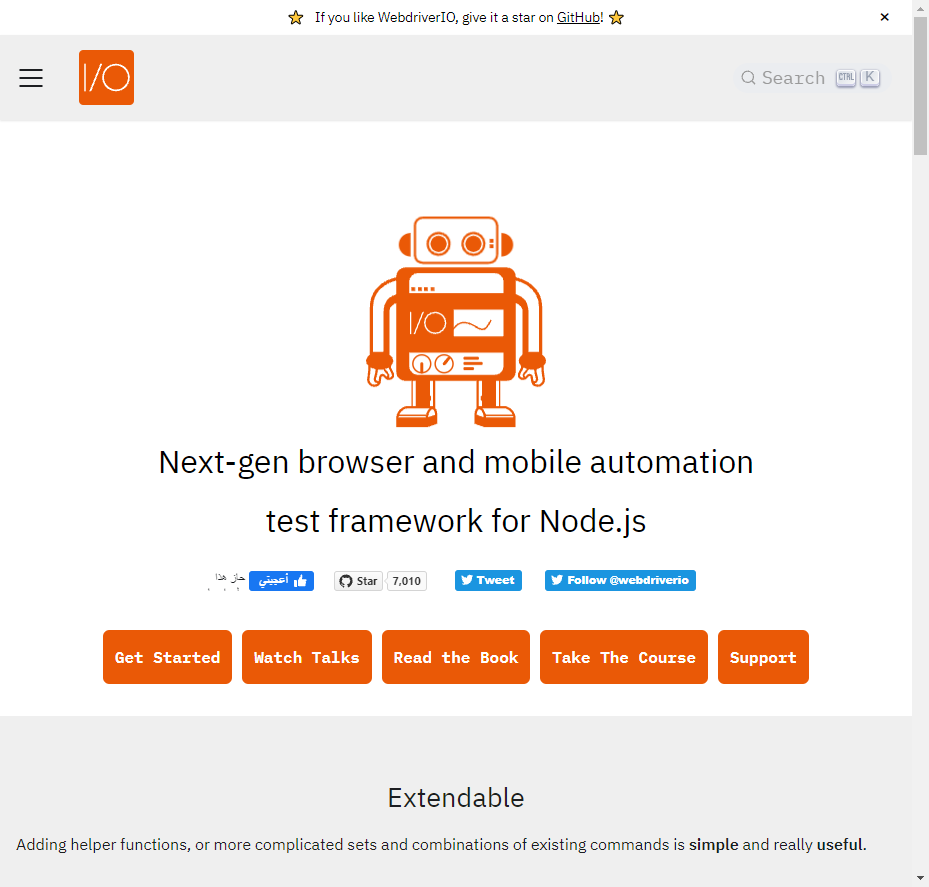 ⭐ If you like WebdriverIO, give it a star on GitHub! ⭐ ×
I/O
Search CTRL K
I/O
Next-gen browser and mobile automation
test framework for Node.js
حاز هذا أعجبني Star 7,010 Tweet Follow @webdriverio
Get Started Watch Talks Read the Book Take The Course Support
Extendable
Adding helper functions, or more complicated sets and combinations of existing commands is simple and really useful.